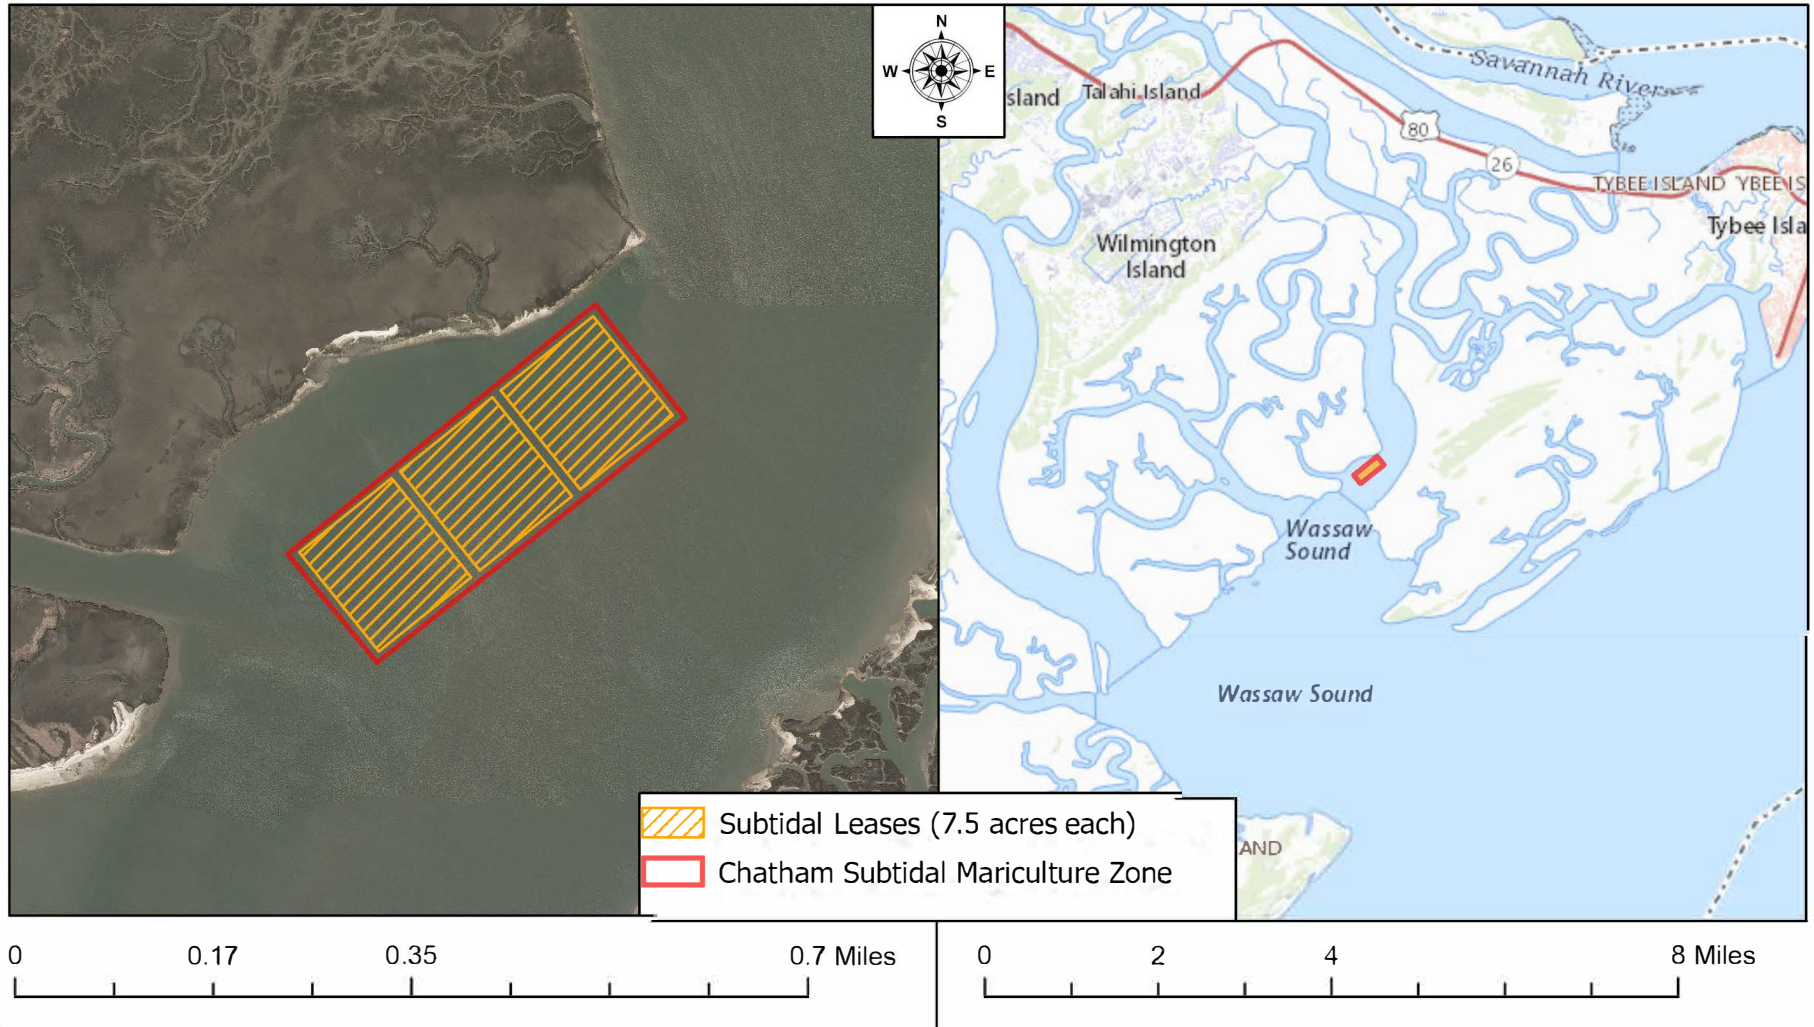 N
W E
S
Savannah River
sland
Talahi Island
80
26
TYBEE ISLAND
YBEE IS
Tybee Isla
Wilmington
Island
Wassaw
Sound
Wassaw Sound
AND
Subtidal Leases (7.5 acres each)
Chatham Subtidal Mariculture Zone
0 0.17 0.35 0.7 Miles
0 2 4 8 Miles